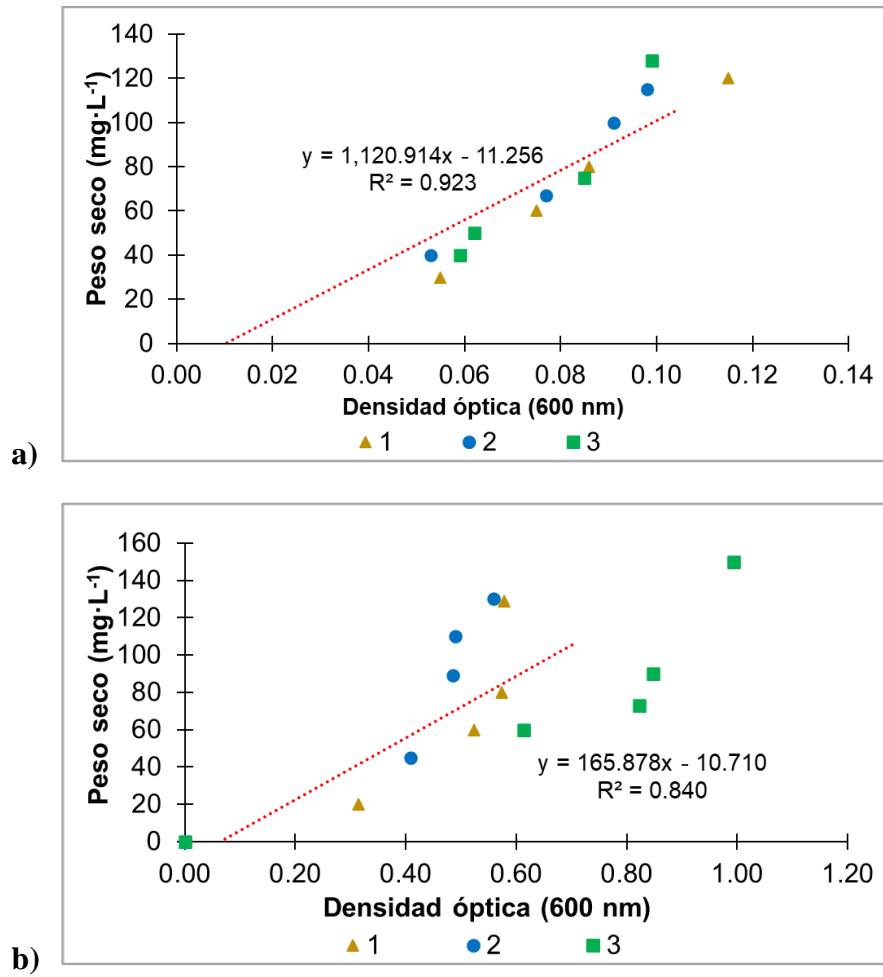 140
120
100
80
60
40
20
0
Peso seco (mg·L-1)
y = 1,120.914x - 11.256
R² = 0.923
0.00 0.02 0.04 0.06 0.08 0.10 0.12 0.14
Densidad óptica (600 nm)
1 2 3
a)
160
140
120
100
80
60
40
20
0
Peso seco (mg·L-1)
y = 165.878x - 10.710
R² = 0.840
0.00 0.20 0.40 0.60 0.80 1.00 1.20
Densidad óptica (600 nm)
1 2 3
b)